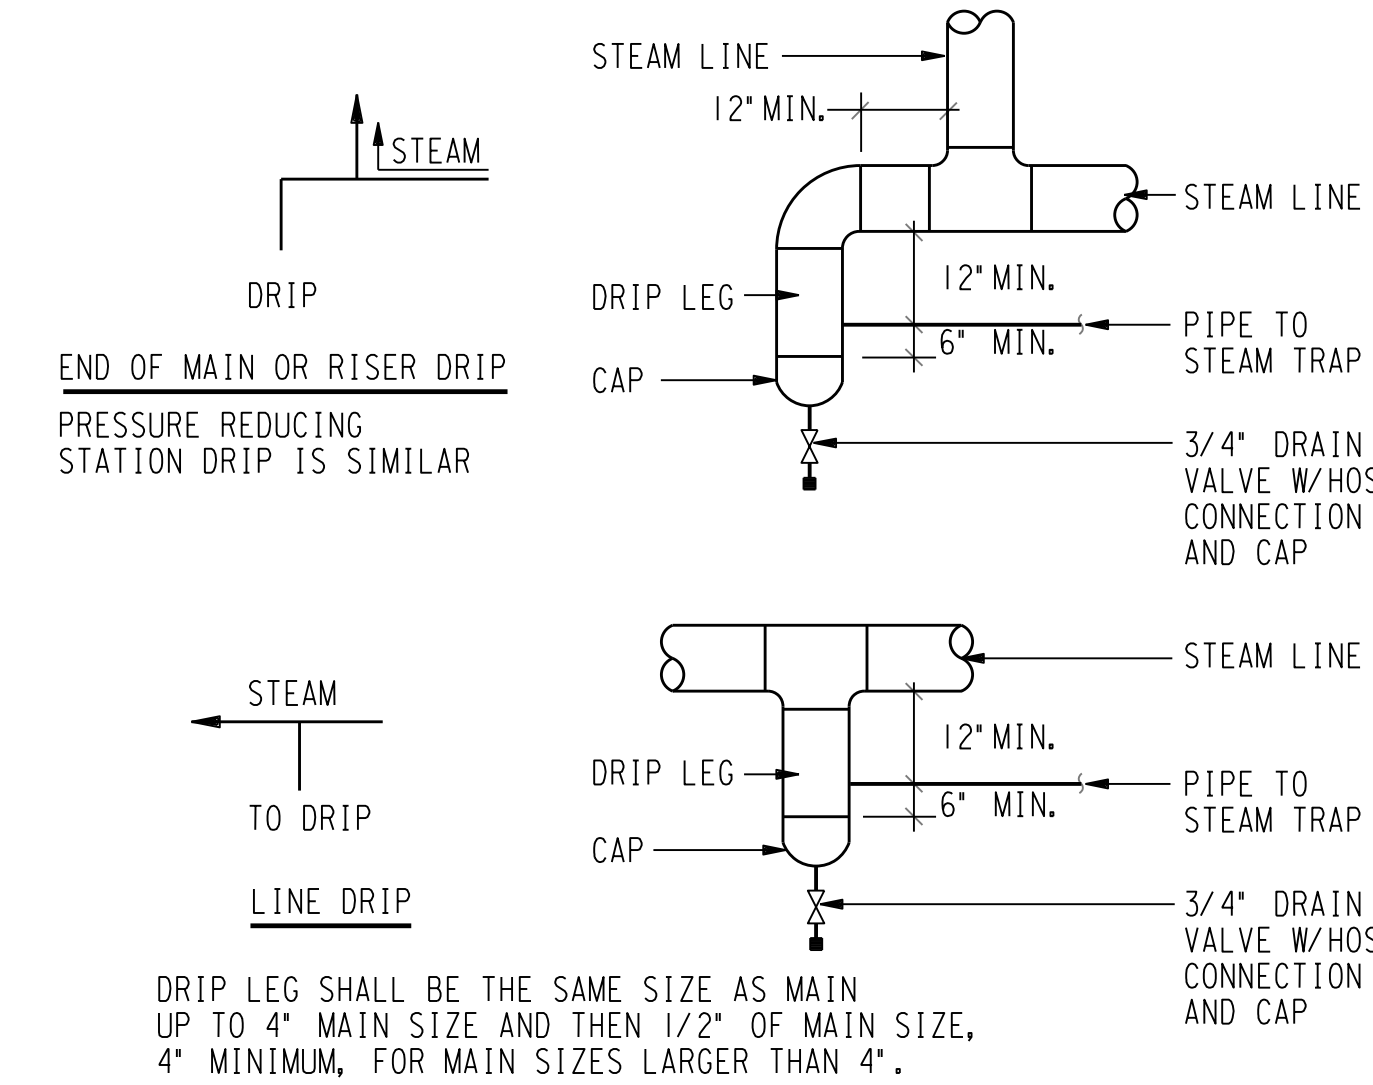 STEAM LINE
12" MIN.
STEAM
STEAM LINE
12" MIN.
DRIP
DRIP LEG
PIPE TO
6" MIN.
STEAM TRAP
END OF MAIN OR RISER DRIP
CAP
PRESSURE REDUCING
STATION DRIP IS SIMILAR
3/4" DRAIN
VALVE W/HOS
CONNECTION
AND CAP
STEAM LINE
STEAM
12" MIN.
DRIP LEG
PIPE TO
6" MIN.
STEAM TRAP
TO DRIP
CAP
LINE DRIP
3/4" DRAIN
VALVE W/HOS
CONNECTION
AND CAP
DRIP LEG SHALL BE THE SAME SIZE AS MAIN
UP TO 4" MAIN SIZE AND THEN 1/2" OF MAIN SIZE,
4" MINIMUM, FOR MAIN SIZES LARGER THAN 4".